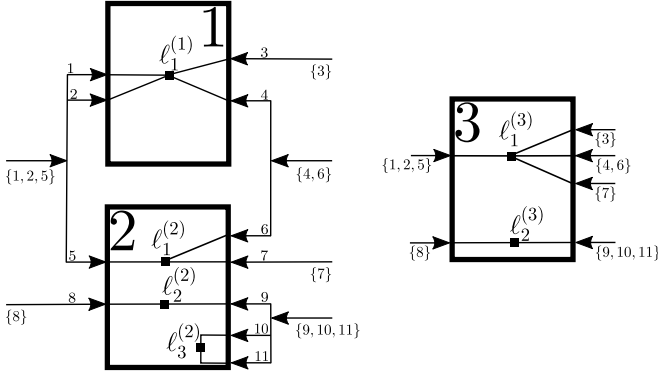 1
ℓ₁⁽¹⁾
1
3
{3}
2
4
{1, 2, 5}
{4, 6}
2
ℓ₁⁽²⁾
6
5
7
{7}
ℓ₂⁽²⁾
8
9
{8}
ℓ₃⁽²⁾
10
{9, 10, 11}
11
3
ℓ₁⁽³⁾
{3}
{1, 2, 5}
{4, 6}
{7}
ℓ₂⁽³⁾
{8}
{9, 10, 11}